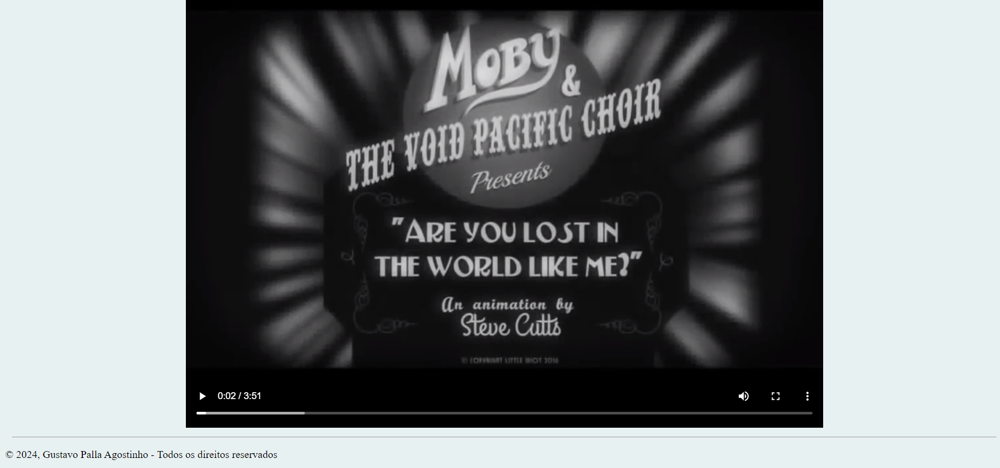 MOBY
&
THE VOID PACIFIC CHOIR
Presents
"ARE YOU LOST IN
THE WORLD LIKE ME?"
An animation by
Steve Cutts
© COPYRIGHT LITTLE IDIOT 2016
0:02 / 3:51
© 2024, Gustavo Palla Agostinho - Todos os direitos reservados